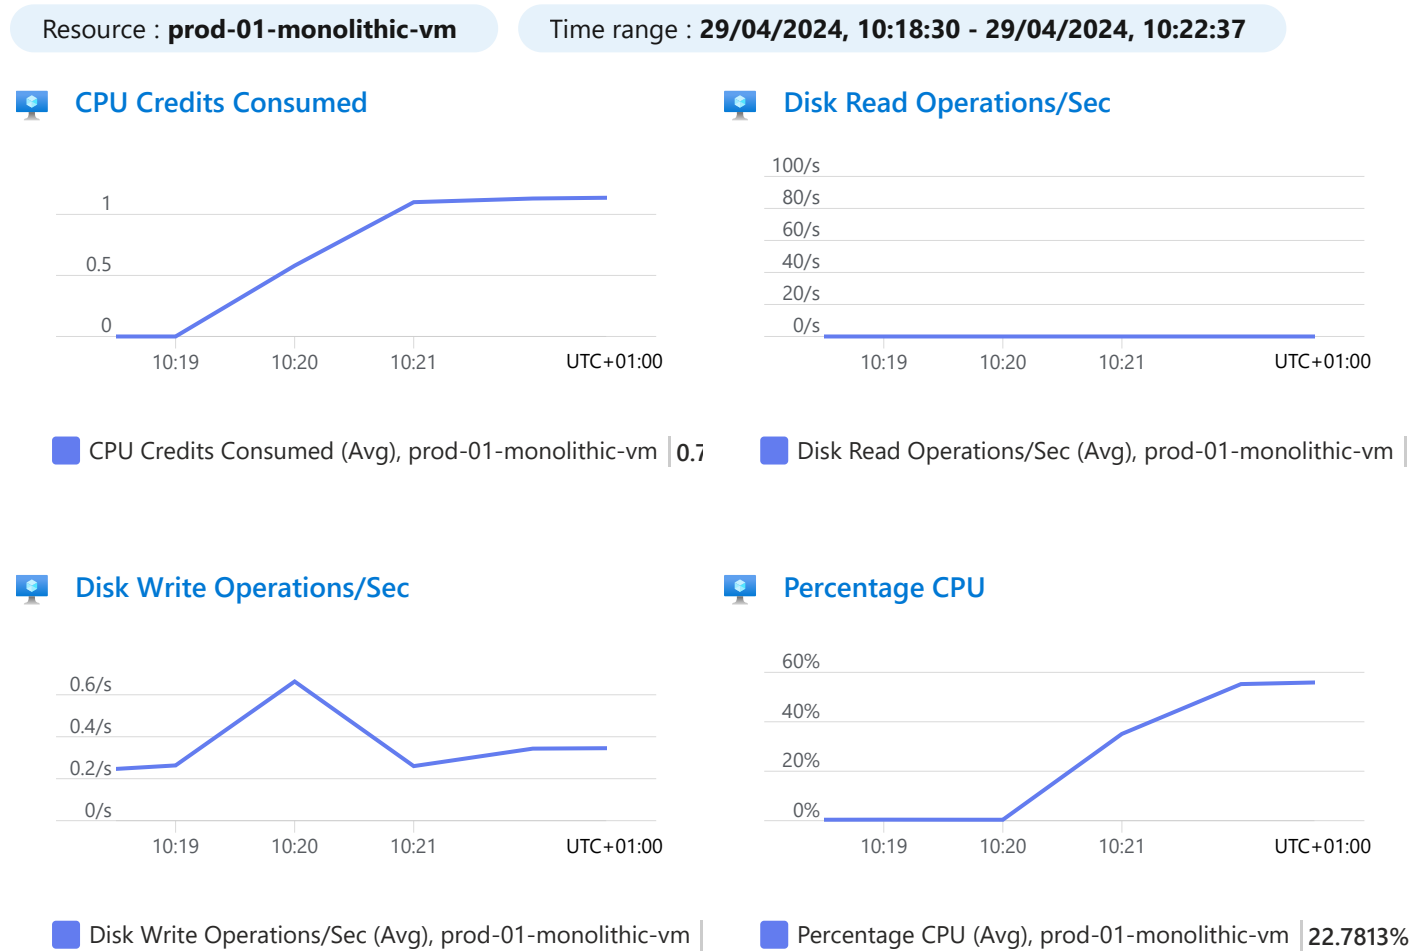 Resource : prod-01-monolithic-vm
Time range : 29/04/2024, 10:18:30 - 29/04/2024, 10:22:37
CPU Credits Consumed
1
0.5
0
10:19 10:20 10:21 UTC+01:00
CPU Credits Consumed (Avg), prod-01-monolithic-vm
Disk Read Operations/Sec
100/s
80/s
60/s
40/s
20/s
0/s
10:19 10:20 10:21 UTC+01:00
Disk Read Operations/Sec (Avg), prod-01-monolithic-vm
Disk Write Operations/Sec
0.6/s
0.4/s
0.2/s
0/s
10:19 10:20 10:21 UTC+01:00
Disk Write Operations/Sec (Avg), prod-01-monolithic-vm
Percentage CPU
60%
40%
20%
0%
10:19 10:20 10:21 UTC+01:00
Percentage CPU (Avg), prod-01-monolithic-vm 22.7813%